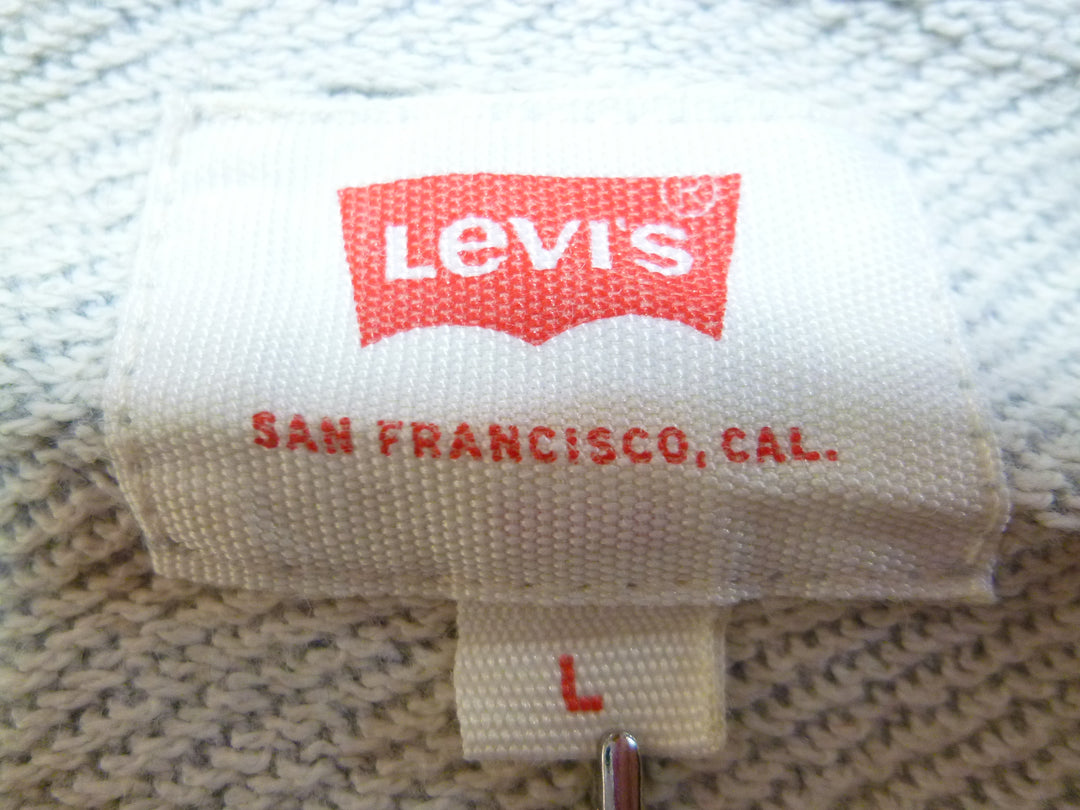 Levi's ®
SAN FRANCISCO, CAL.
L